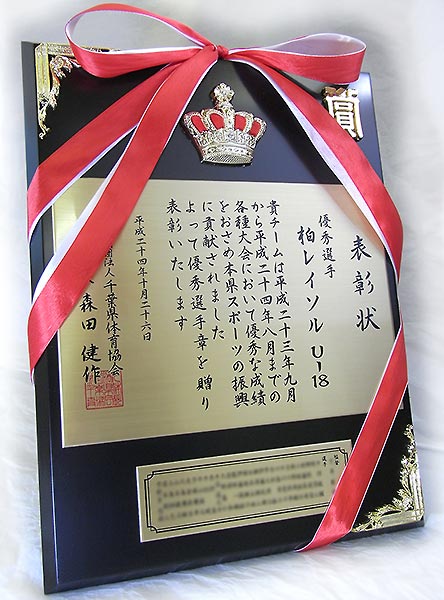 賞
表彰状
優秀選手
柏レイソル U-18
貴チームは平成二十三年九月
から平成二十四年八月までの
各種大会において優秀な成績
をおさめ本県スポーツの振興
に貢献されました
よって優秀選手章を贈り
表彰いたします
平成二十四年十月二十六日
団法人千葉県体育協会
森田健作
監督
選手